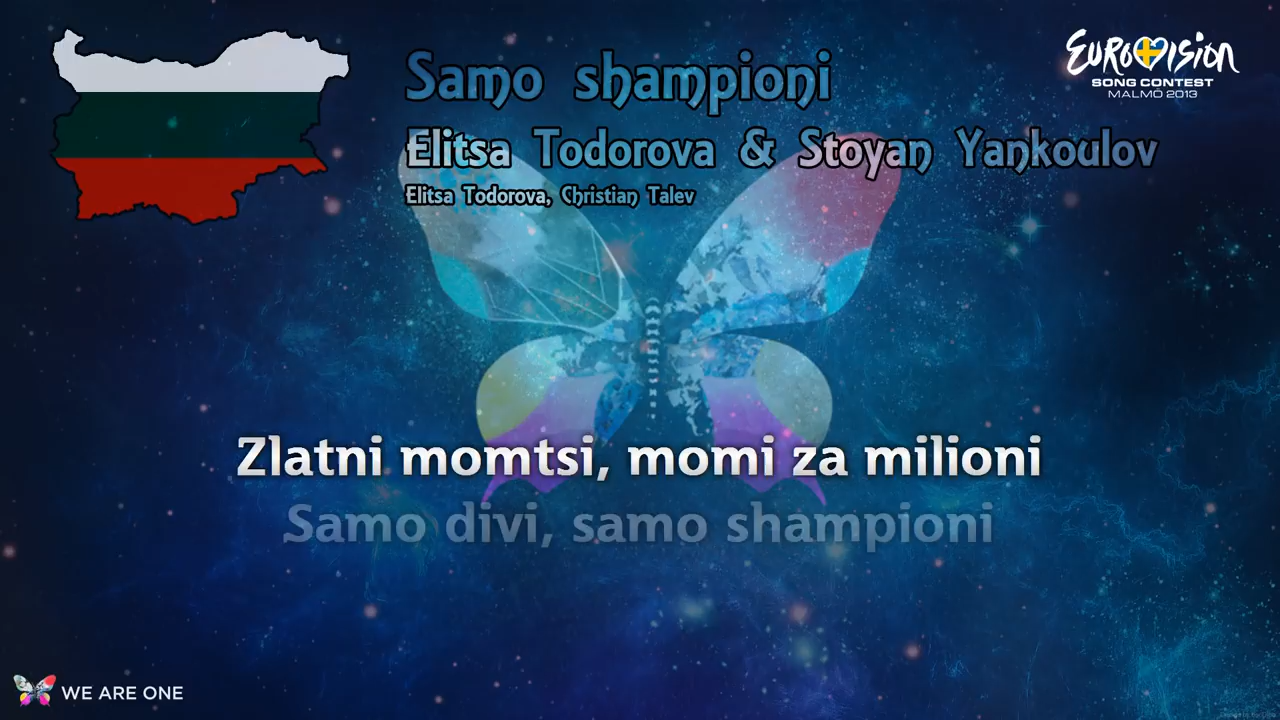 Samo shampioni
EUROVISION
SONG CONTEST
MALMÖ 2013
Elitsa Todorova & Stoyan Yankoulov
Elitsa Todorova, Christian Talev
Zlatni momtsi, momi za milioni
Samo divi, samo shampioni
WE ARE ONE